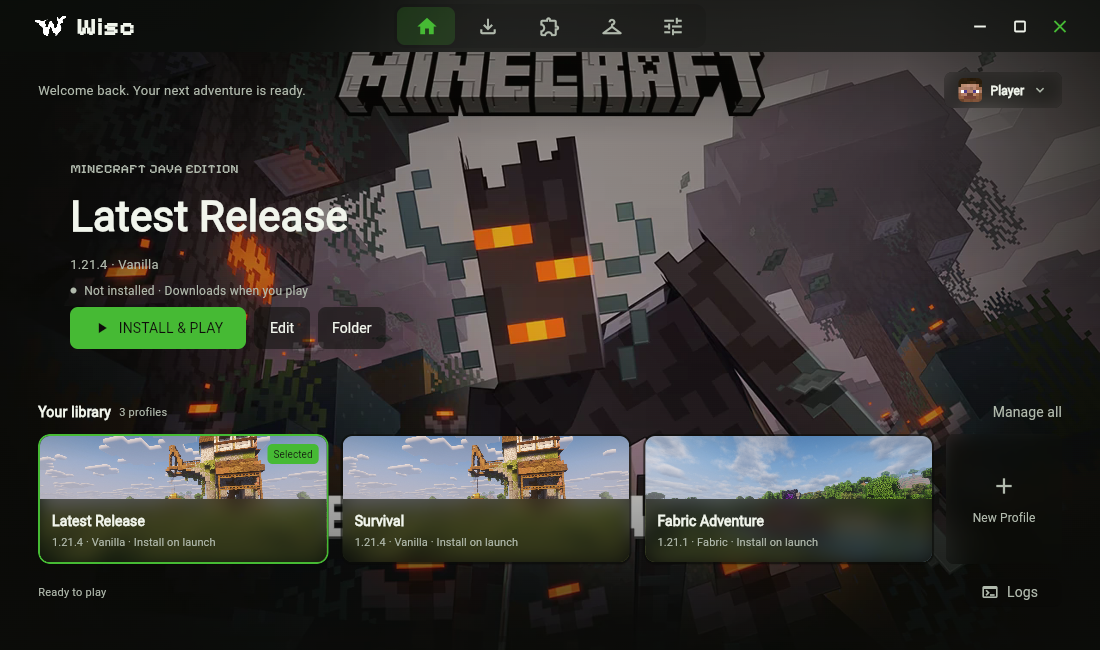 Wiso
MINECRAFT
Welcome back. Your next adventure is ready.
Player
MINECRAFT JAVA EDITION
Latest Release
1.21.4 · Vanilla
Not installed · Downloads when you play
INSTALL & PLAY
Edit
Folder
Your library
3 profiles
Manage all
Selected
Latest Release
1.21.4 · Vanilla · Install on launch
Survival
1.21.4 · Vanilla · Install on launch
Fabric Adventure
1.21.1 · Fabric · Install on launch
New Profile
Ready to play
Logs